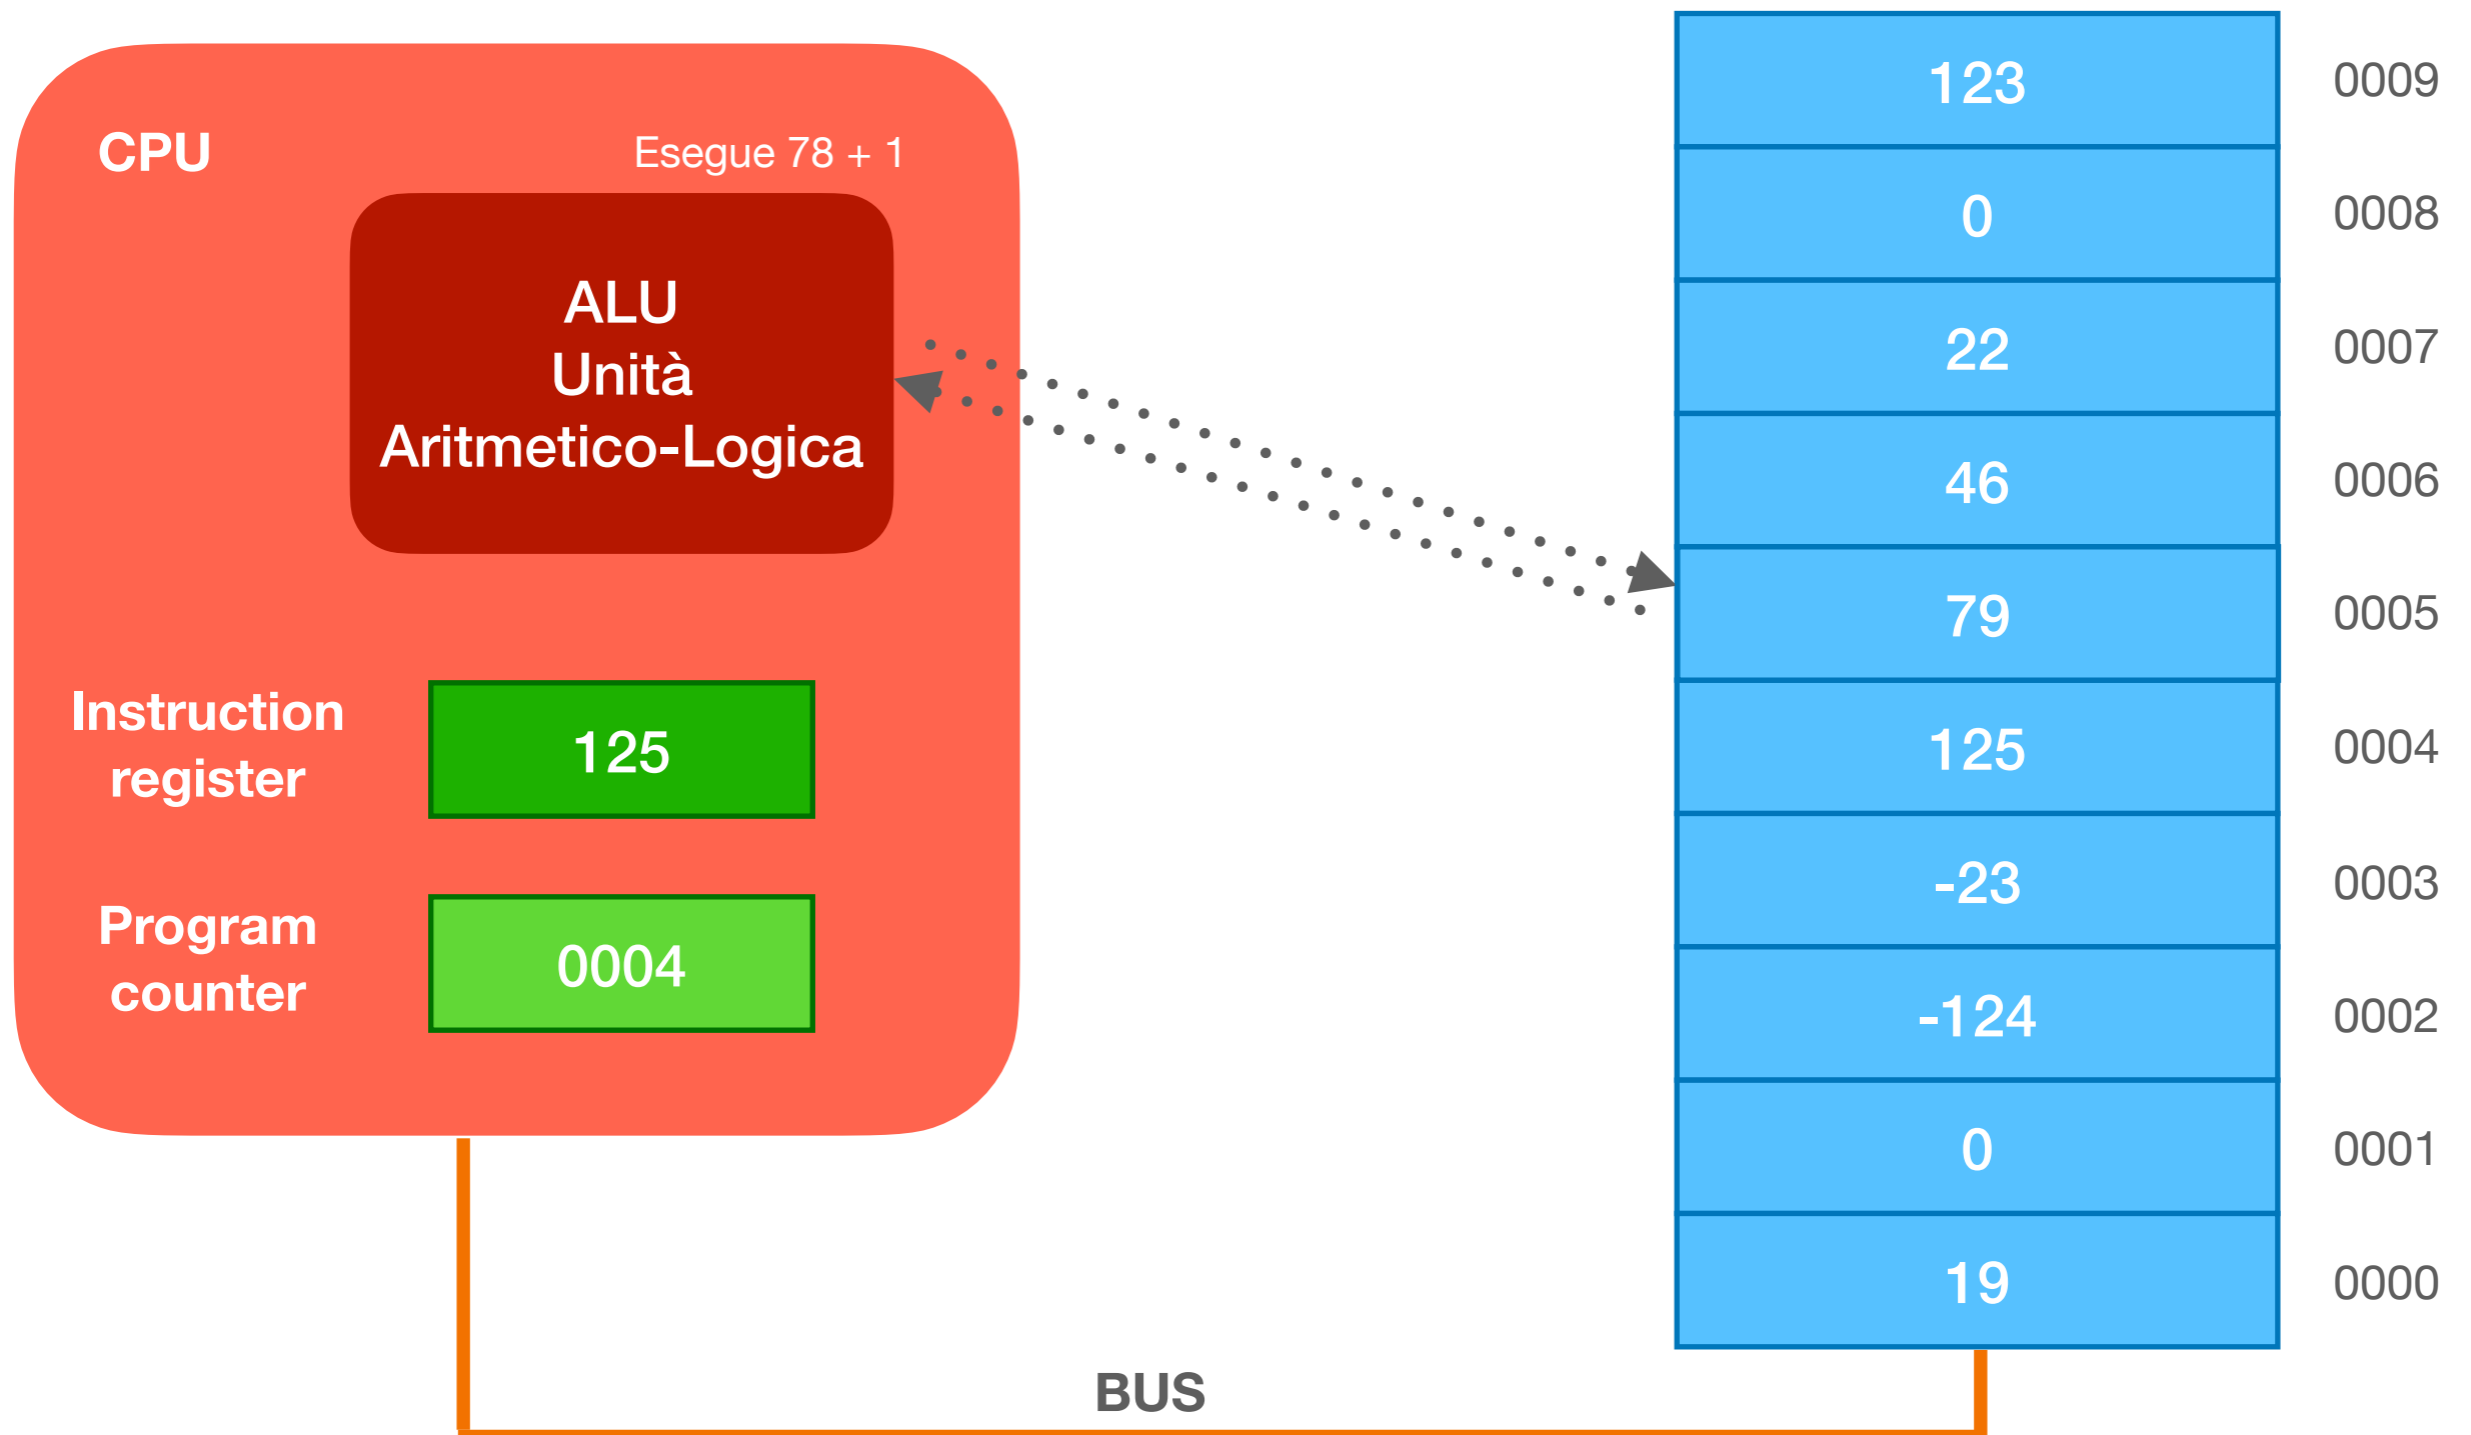 CPU
Esegue 78 + 1
ALU
Unità
Aritmetico-Logica
Instruction
register
125
Program
counter
0004
123 0009
0 0008
22 0007
46 0006
79 0005
125 0004
-23 0003
-124 0002
0 0001
19 0000
BUS